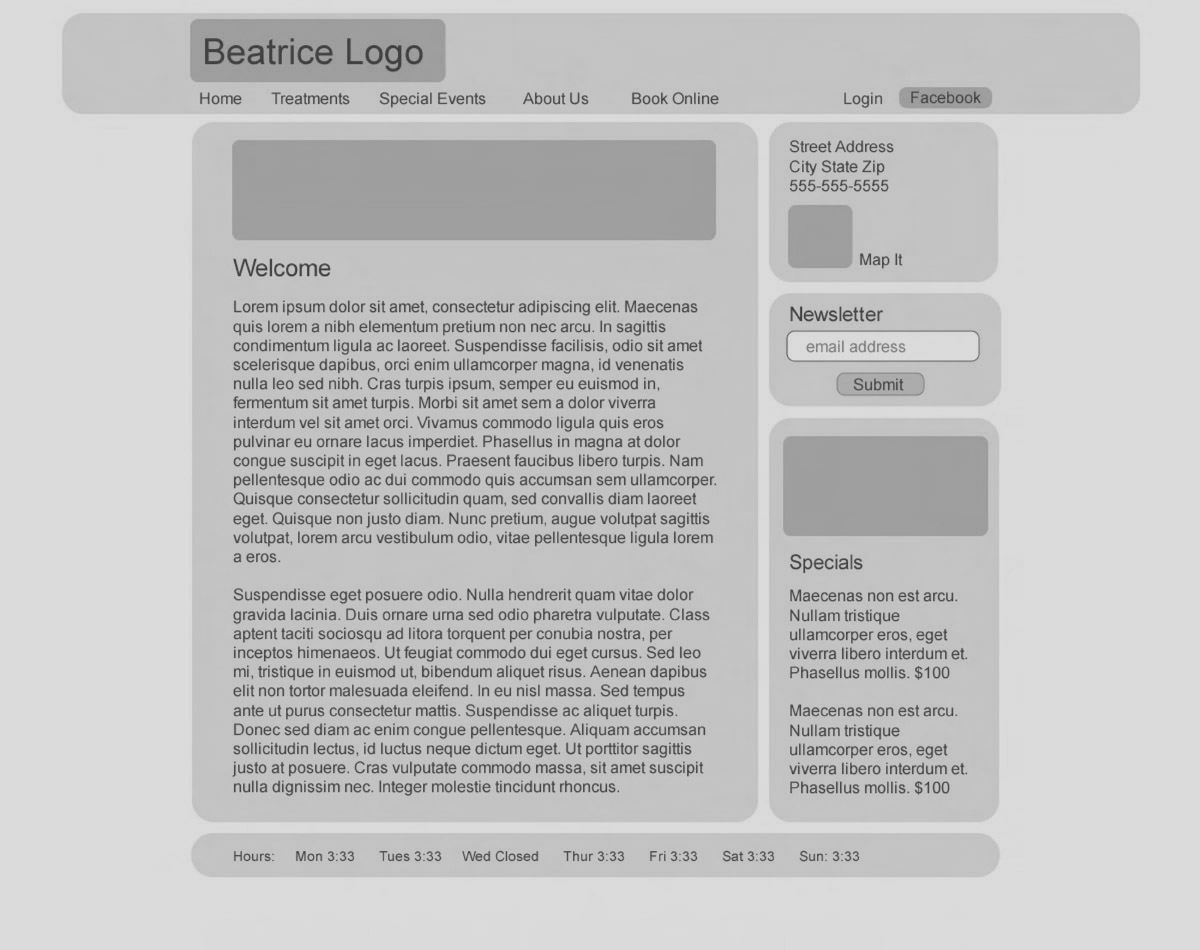 Beatrice Logo
Home Treatments Special Events About Us Book Online Login Facebook
Welcome
Lorem ipsum dolor sit amet, consectetur adipiscing elit. Maecenas
quis lorem a nibh elementum pretium non nec arcu. In sagittis
condimentum ligula ac laoreet. Suspendisse facilisis, odio sit amet
scelerisque dapibus, orci enim ullamcorper magna, id venenatis
nulla leo sed nibh. Cras turpis ipsum, semper eu euismod in,
fermentum sit amet turpis. Morbi sit amet sem a dolor viverra
interdum vel sit amet orci. Vivamus commodo ligula quis eros
pulvinar eu ornare lacus imperdiet. Phasellus in magna at dolor
congue suscipit in eget lacus. Praesent faucibus libero turpis. Nam
pellentesque odio ac dui commodo quis accumsan sem ullamcorper.
Quisque consectetur sollicitudin quam, sed convallis diam laoreet
eget. Quisque non justo diam. Nunc pretium, augue volutpat sagittis
volutpat, lorem arcu vestibulum odio, vitae pellentesque ligula lorem
a eros.
Suspendisse eget posuere odio. Nulla hendrerit quam vitae dolor
gravida lacinia. Duis ornare urna sed odio pharetra vulputate. Class
aptent taciti sociosqu ad litora torquent per conubia nostra, per
inceptos himenaeos. Ut feugiat commodo dui eget cursus. Sed leo
mi, tristique in euismod ut, bibendum aliquet risus. Aenean dapibus
elit non tortor malesuada eleifend. In eu nisl massa. Sed tempus
ante ut purus consectetur mattis. Suspendisse ac aliquet turpis.
Donec sed diam ac enim congue pellentesque. Aliquam accumsan
sollicitudin lectus, id luctus neque dictum eget. Ut porttitor sagittis
justo at posuere. Cras vulputate commodo massa, sit amet suscipit
nulla dignissim nec. Integer molestie tincidunt rhoncus.
Street Address
City State Zip
555-555-5555
Map It
Newsletter
email address
Submit
Specials
Maecenas non est arcu.
Nullam tristique
ullamcorper eros, eget
viverra libero interdum et.
Phasellus mollis. $100
Maecenas non est arcu.
Nullam tristique
ullamcorper eros, eget
viverra libero interdum et.
Phasellus mollis. $100
Hours: Mon 3:33 Tues 3:33 Wed Closed Thur 3:33 Fri 3:33 Sat 3:33 Sun: 3:33